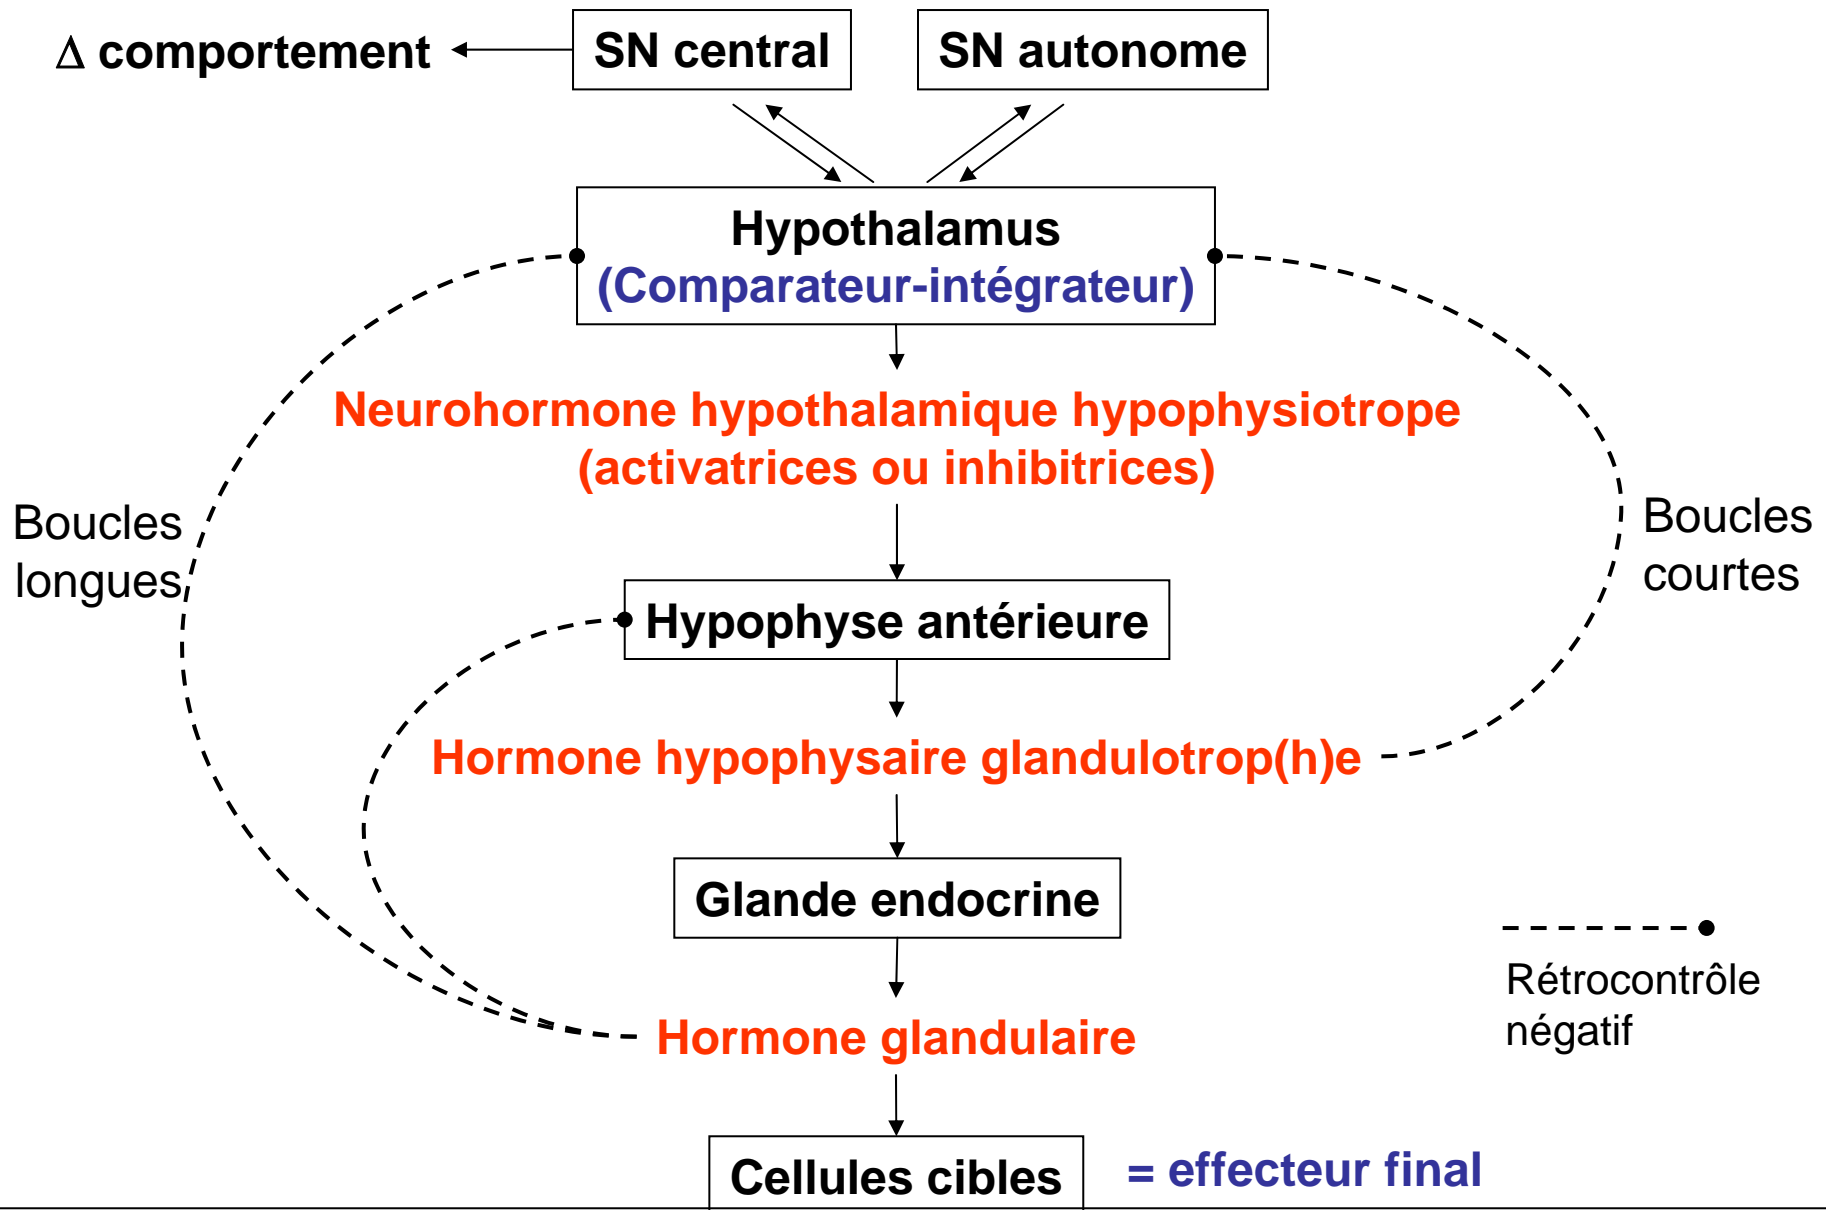 Δ comportement
SN central
SN autonome
Hypothalamus
(Comparateur-intégrateur)
Neurohormone hypothalamique hypophysiotrope
(activatrices ou inhibitrices)
Boucles
longues
Boucles
courtes
Hypophyse antérieure
Hormone hypophysaire glandulotrop(h)e
Glande endocrine
Rétrocontrôle
négatif
Hormone glandulaire
Cellules cibles
= effecteur final